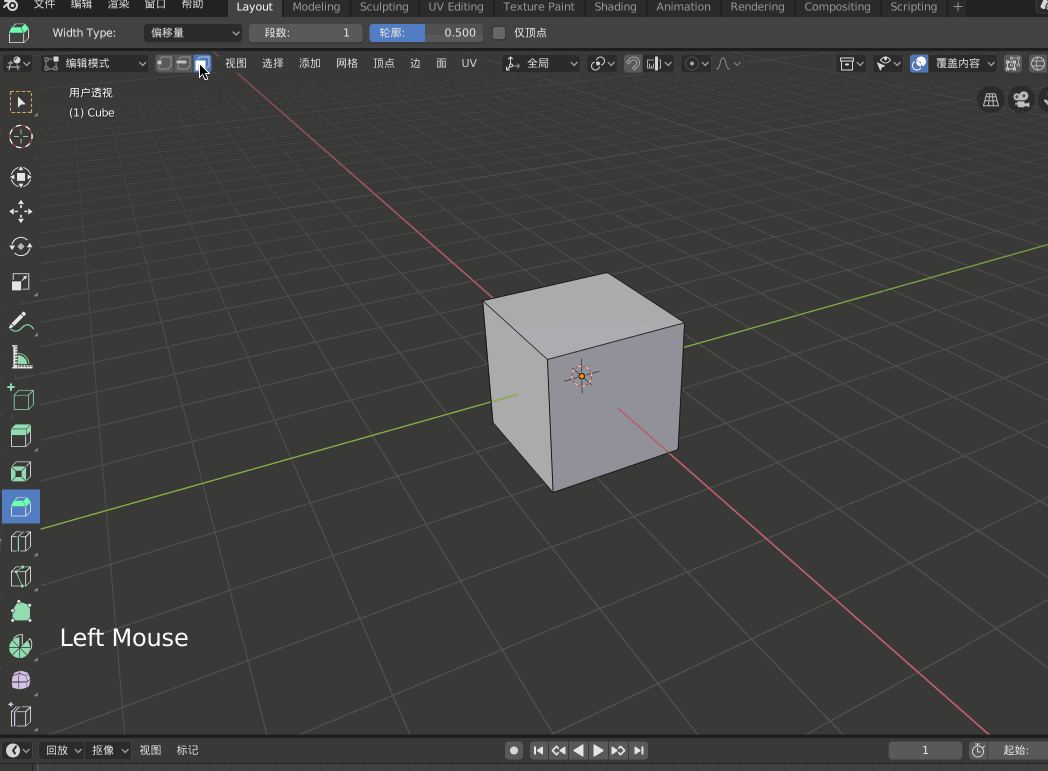 文件 编辑 渲染 窗口 帮助 Layout Modeling Sculpting UV Editing Texture Paint Shading Animation Rendering Compositing Scripting +
Width Type: 偏移量 段数: 1 轮廓: 0.500 仅顶点
编辑模式 视图 选择 添加 网格 顶点 边 面 UV 全局 覆盖内容
用户透视
(1) Cube
Left Mouse
回放 抠像 视图 标记 1 起始: